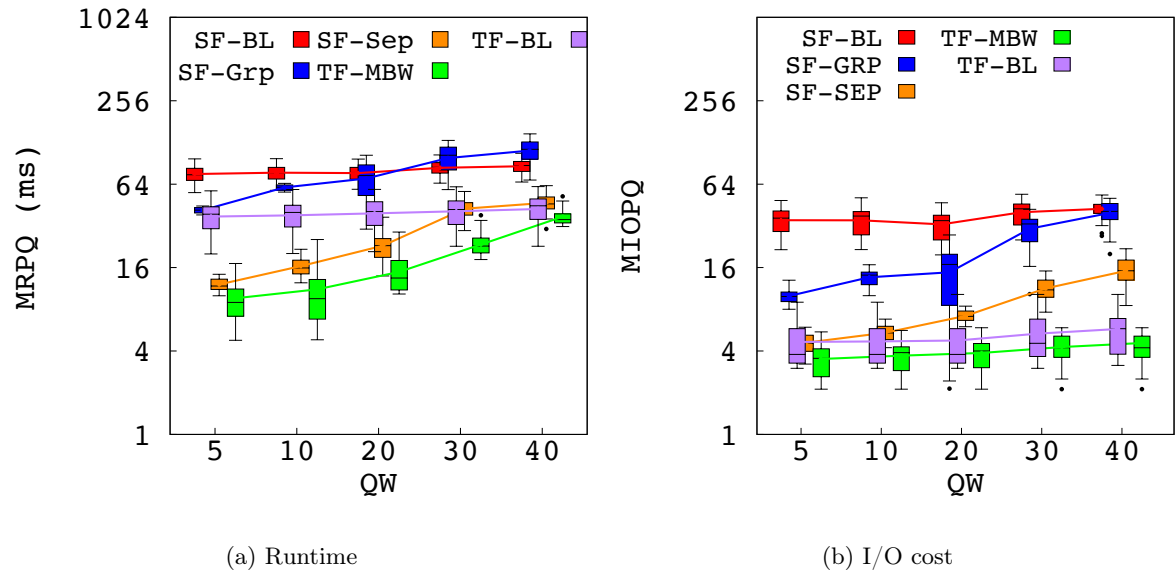 1024
256
64
16
4
1
MRPQ (ms)
SF-BL SF-Sep TF-BL
SF-Grp TF-MBW
5 10 20 30 40
QW
(a) Runtime
1024
256
64
16
4
1
MIOPQ
SF-BL TF-MBW
SF-GRP TF-BL
SF-SEP
5 10 20 30 40
QW
(b) I/O cost